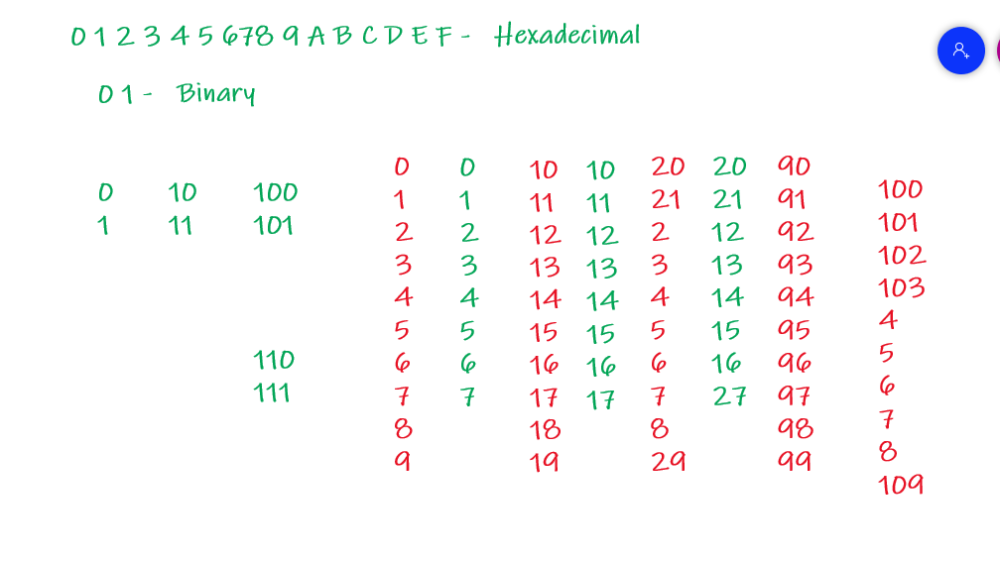 0 1 2 3 4 5 6 7 8 9 A B C D E F - Hexadecimal
0 1 - Binary
0 10 100
1 11 101
110
111
0 0 10 10 20 20 90 100
1 1 11 11 21 21 91 101
2 2 12 12 2 12 92 102
3 3 13 13 3 13 93 103
4 4 14 14 4 14 94 4
5 5 15 15 5 15 95 5
6 6 16 16 6 16 96 6
7 7 17 17 7 27 97 7
8 18 8 98 8
9 19 29 99 109